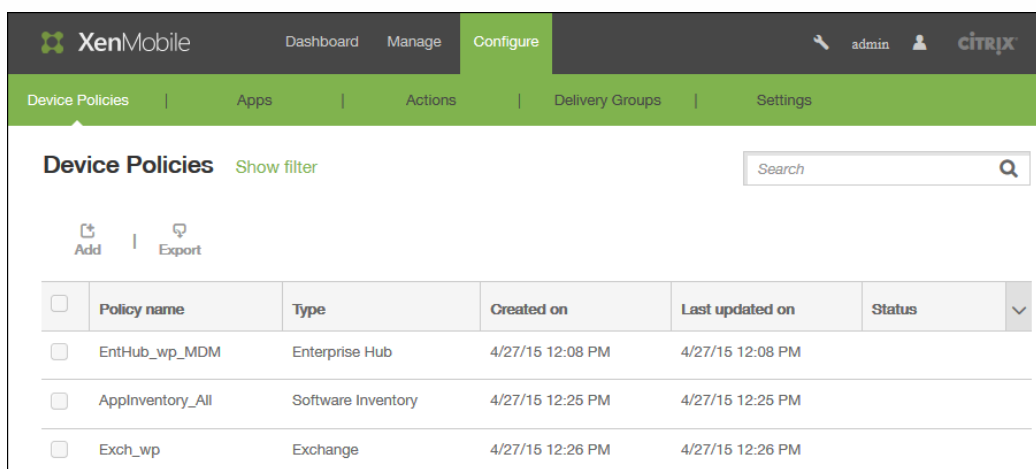 XenMobile Dashboard Manage Configure admin CITRIX
Device Policies | Apps | Actions | Delivery Groups | Settings
Device Policies Show filter Search
Add | Export
Policy name Type Created on Last updated on Status
EntHub_wp_MDM Enterprise Hub 4/27/15 12:08 PM 4/27/15 12:08 PM
AppInventory_All Software Inventory 4/27/15 12:25 PM 4/27/15 12:25 PM
Exch_wp Exchange 4/27/15 12:26 PM 4/27/15 12:26 PM